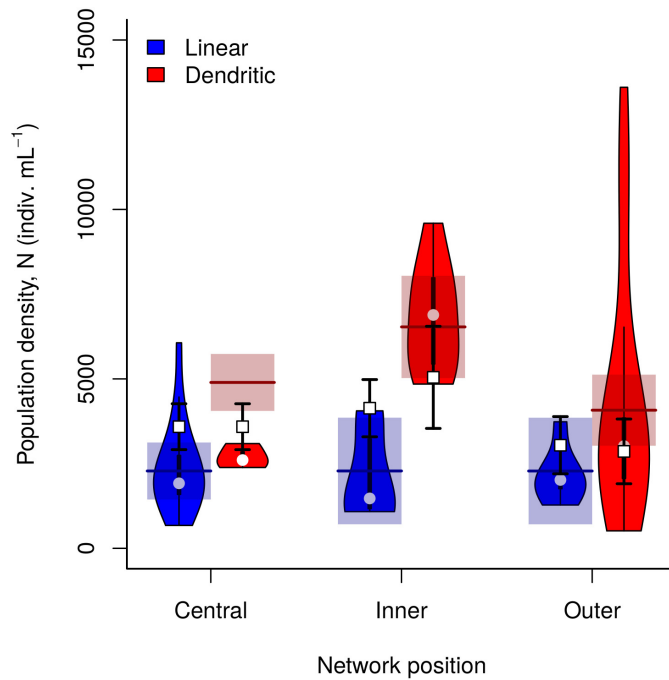 Linear
Dendritic
Population density, N (indiv. mL⁻¹)
15000
10000
5000
0
Central Inner Outer
Network position